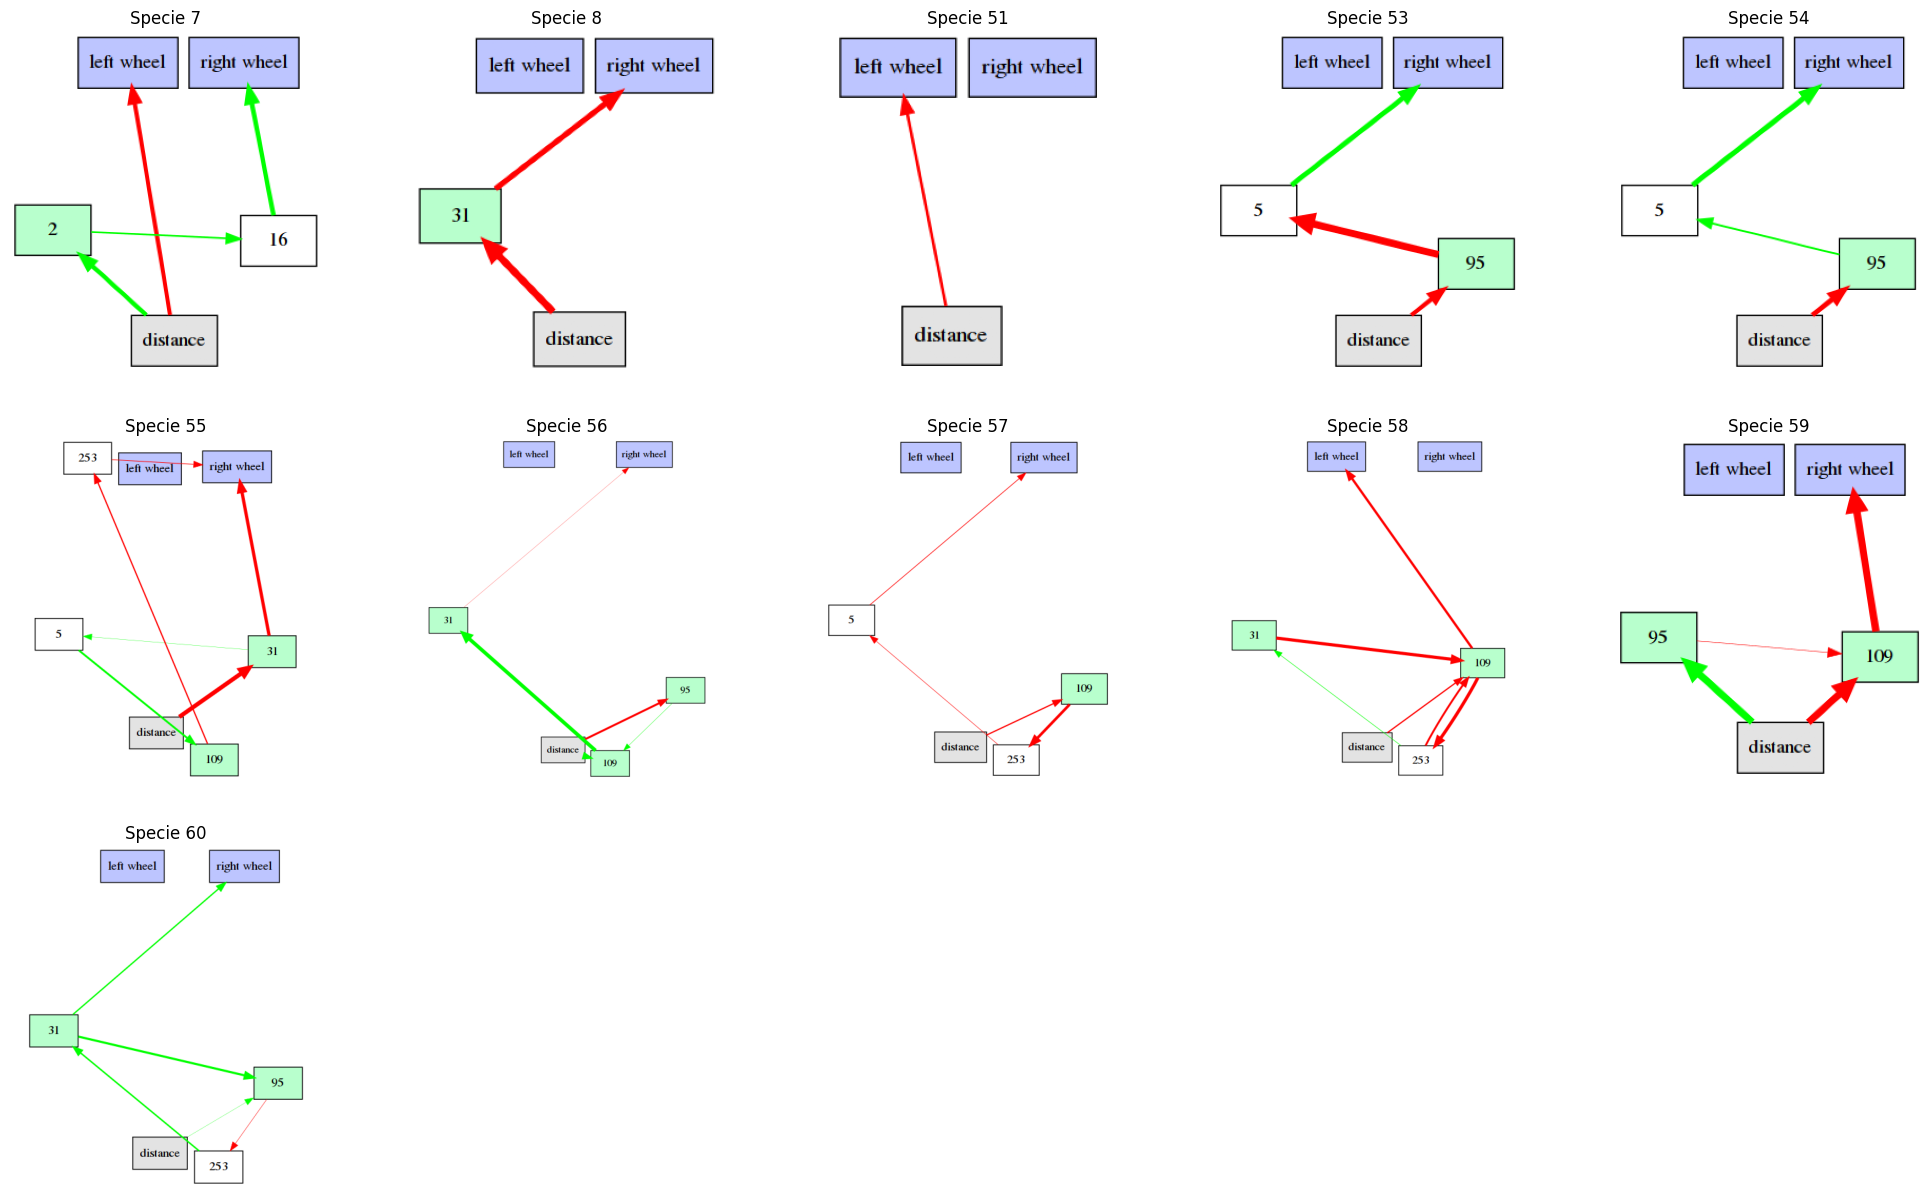 Specie 7
left wheel
right wheel
2
16
distance
Specie 8
left wheel
right wheel
31
distance
Specie 51
left wheel
right wheel
distance
Specie 53
left wheel
right wheel
5
95
distance
Specie 54
left wheel
right wheel
5
95
distance
Specie 55
253
left wheel
right wheel
5
31
distance
109
Specie 56
left wheel
right wheel
31
95
distance
109
Specie 57
left wheel
right wheel
5
109
distance
253
Specie 58
left wheel
right wheel
31
109
distance
253
Specie 59
left wheel
right wheel
95
109
distance
Specie 60
left wheel
right wheel
31
95
distance
253